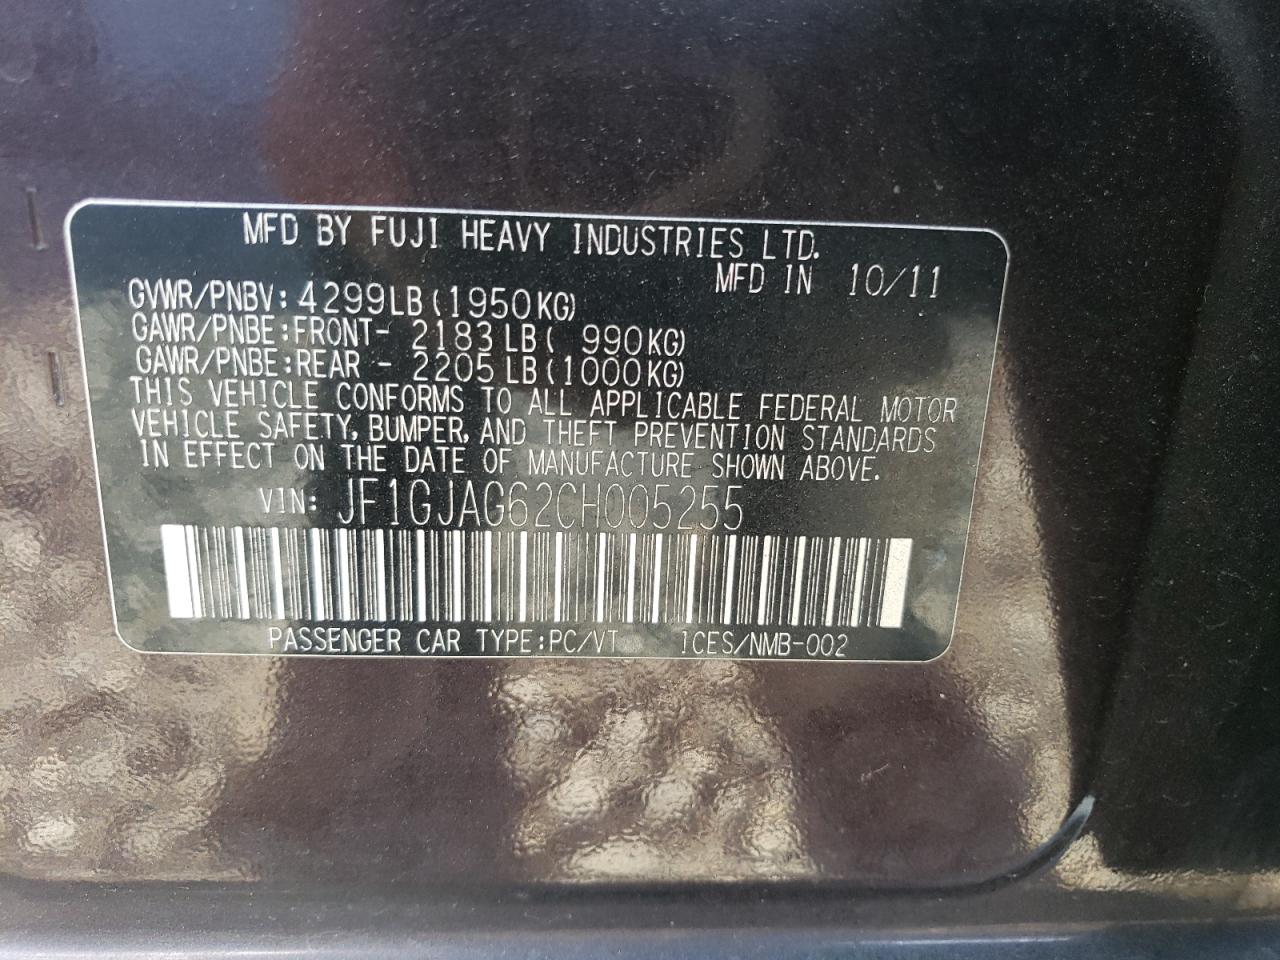 MFD BY FUJI HEAVY INDUSTRIES LTD.
MFD IN 10/11
GVWR/PNBV: 4299LB(1950KG)
GAWR/PNBE:FRONT- 2183LB( 990KG)
GAWR/PNBE:REAR - 2205LB(1000KG)
THIS VEHICLE CONFORMS TO ALL APPLICABLE FEDERAL MOTOR
VEHICLE SAFETY, BUMPER, AND THEFT PREVENTION STANDARDS
IN EFFECT ON THE DATE OF MANUFACTURE SHOWN ABOVE.
VIN: JF1GJAG62CH005255
PASSENGER CAR TYPE:PC/VT 1CES/NMB-002